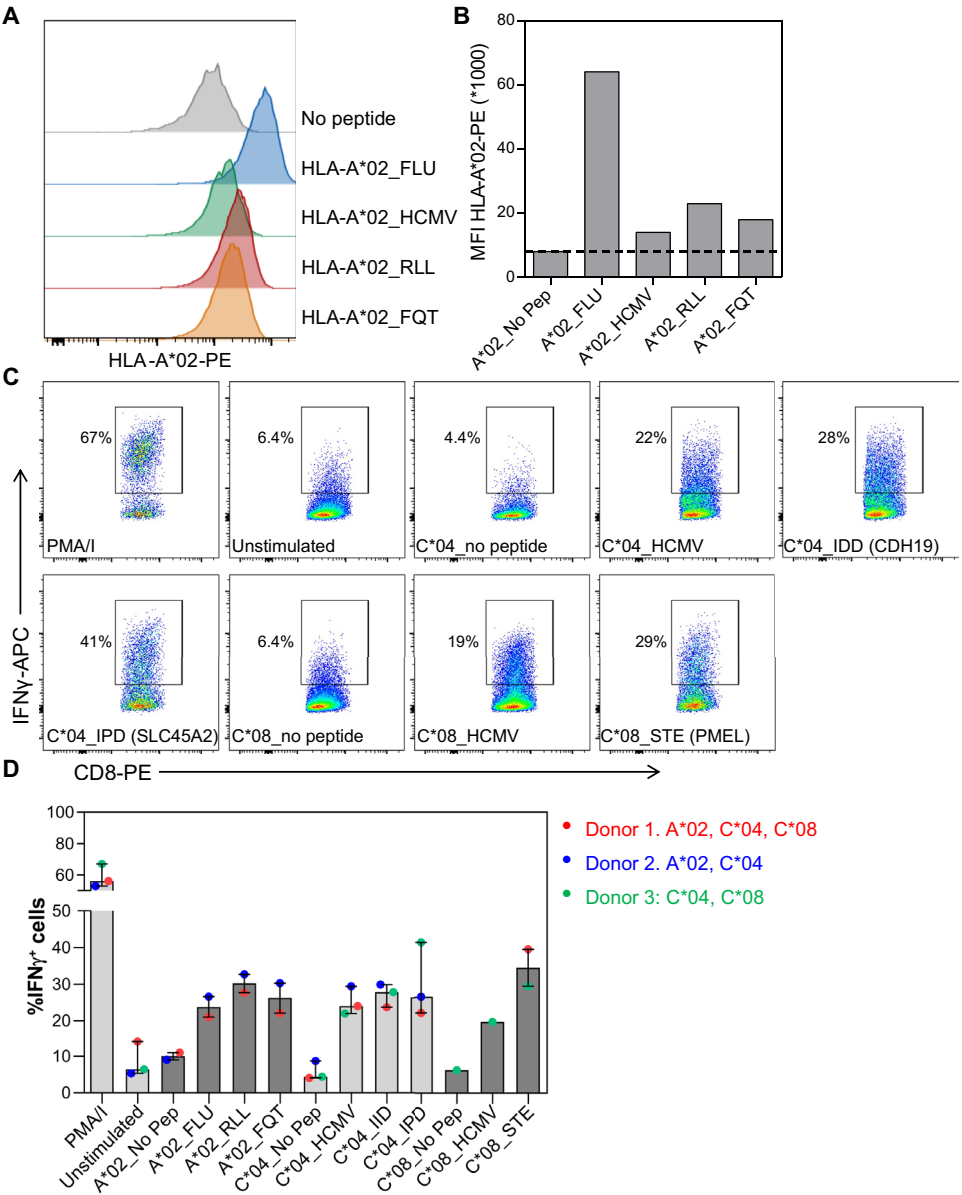 A
No peptide
HLA-A*02_FLU
HLA-A*02_HCMV
HLA-A*02_RLL
HLA-A*02_FQT
HLA-A*02-PE
B
MFI HLA-A*02-PE (*1000)
80
60
40
20
0
A*02_No Pep
A*02_FLU
A*02_HCMV
A*02_RLL
A*02_FQT
C
67%
PMA/I
6.4%
Unstimulated
4.4%
C*04_no peptide
22%
C*04_HCMV
28%
C*04_IDD (CDH19)
41%
C*04_IPD (SLC45A2)
6.4%
C*08_no peptide
19%
C*08_HCMV
29%
C*08_STE (PMEL)
IFNγ-APC
CD8-PE
D
%IFNγ+ cells
100
80
60
50
40
30
20
10
0
PMA/I
Unstimulated
A*02_No Pep
A*02_FLU
A*02_RLL
A*02_FQT
C*04_No Pep
C*04_HCMV
C*04_IID
C*04_IPD
C*08_No Pep
C*08_HCMV
C*08_STE
Donor 1. A*02, C*04, C*08
Donor 2. A*02, C*04
Donor 3: C*04, C*08